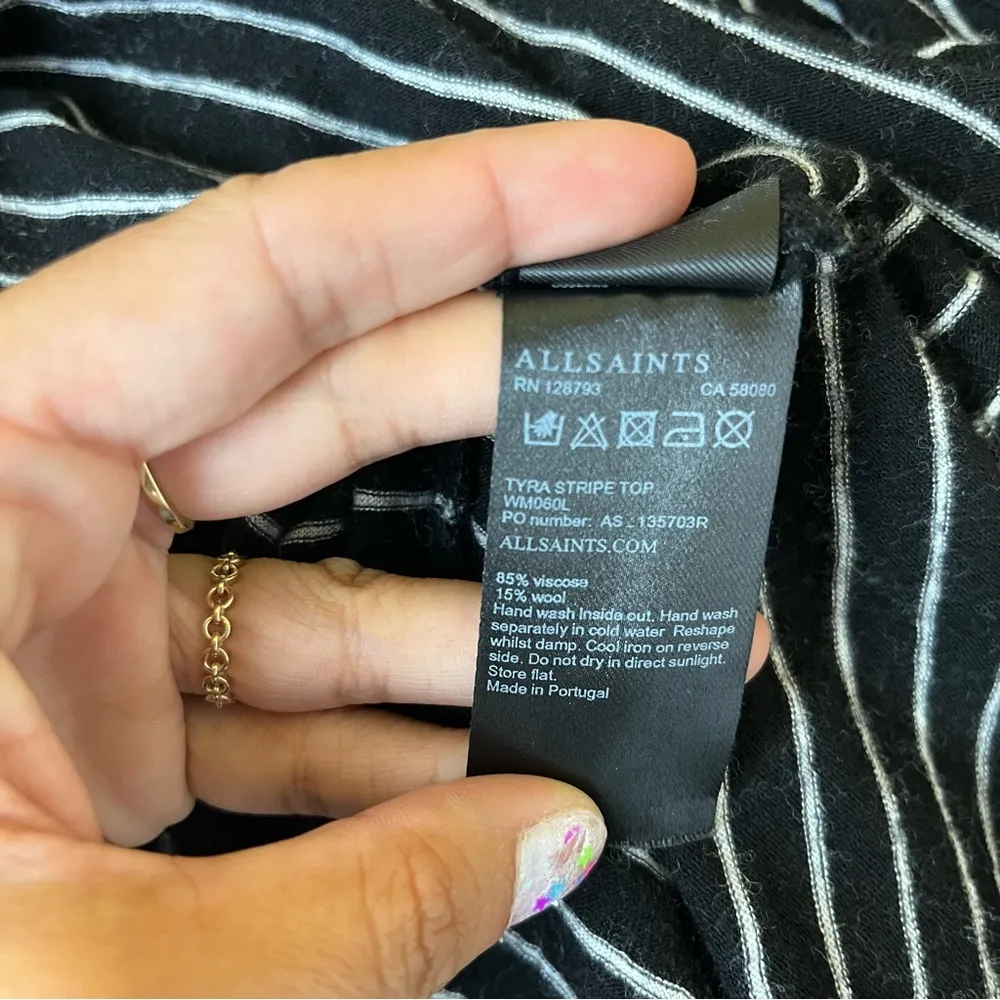 ALLSAINTS
RN 128793 CA 58080
TYRA STRIPE TOP
WM060L
PO number: AS_135703R
ALLSAINTS.COM
85% viscose
15% wool
Hand wash Inside out, Hand wash
separately in cold water Reshape
whilst damp. Cool iron on reverse
side. Do not dry in direct sunlight.
Store flat.
Made in Portugal